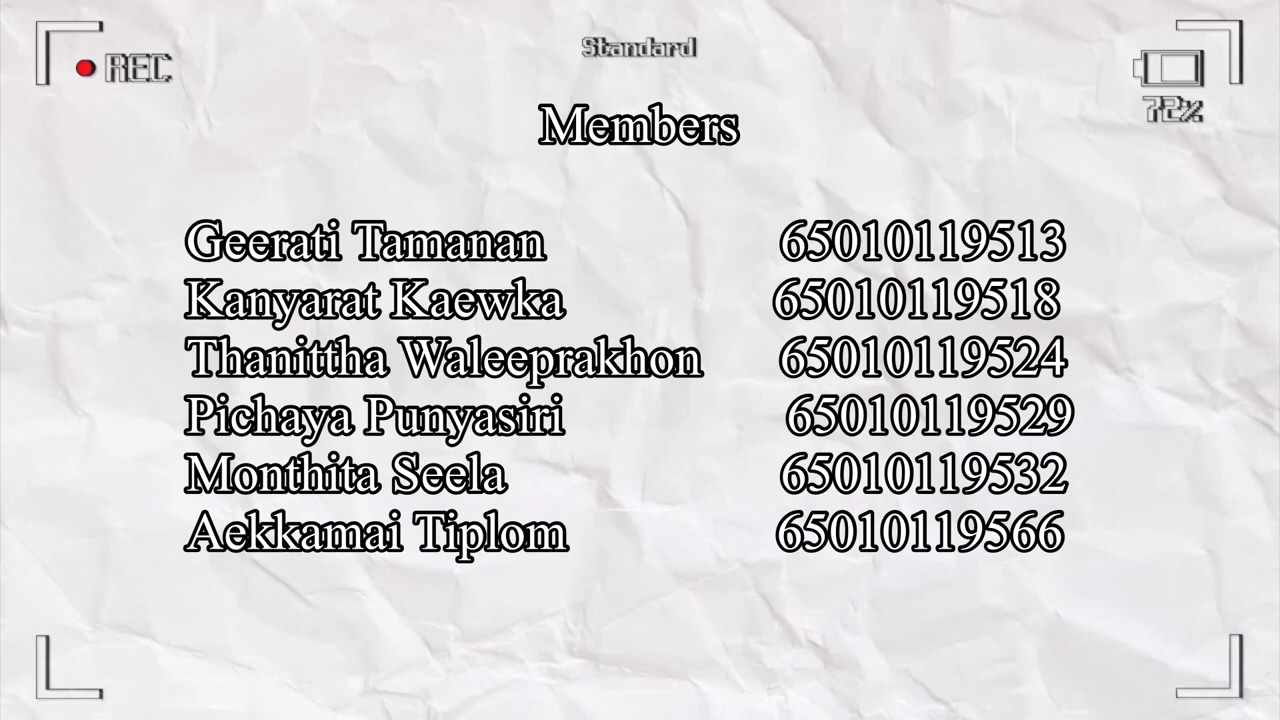 REC
Standard
72%
Members
Geerati Tamanan 65010119513
Kanyarat Kaewka 65010119518
Thanittha Waleeprakhon 65010119524
Pichaya Punyasiri 65010119529
Monthita Seela 65010119532
Aekkamai Tiplom 65010119566